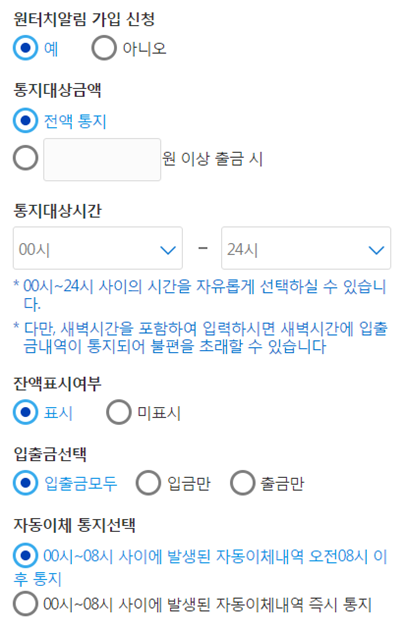 원터치알림 가입 신청
예 아니오
통지대상금액
전액 통지
원 이상 출금 시
통지대상시간
00시 – 24시
* 00시~24시 사이의 시간을 자유롭게 선택하실 수 있습니
다.
* 다만, 새벽시간을 포함하여 입력하시면 새벽시간에 입출
금내역이 통지되어 불편을 초래할 수 있습니다
잔액표시여부
표시 미표시
입출금선택
입출금모두 입금만 출금만
자동이체 통지선택
00시~08시 사이에 발생된 자동이체내역 오전08시 이
후 통지
00시~08시 사이에 발생된 자동이체내역 즉시 통지